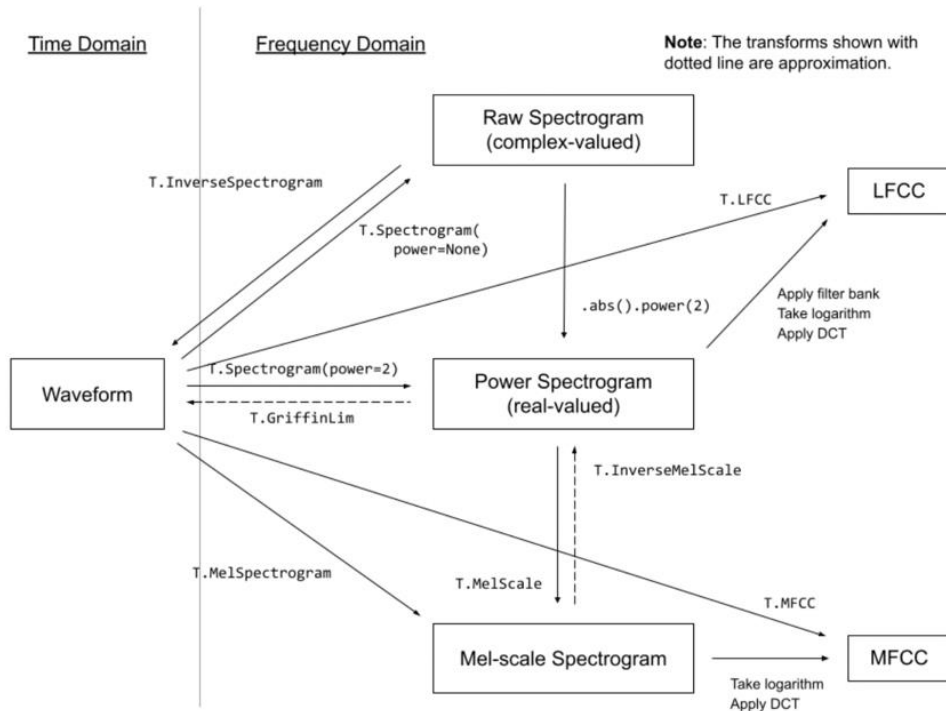 Time Domain
Frequency Domain
Note: The transforms shown with
dotted line are approximation.
Raw Spectrogram
(complex-valued)
T.InverseSpectrogram
T.LFCC
LFCC
T.Spectrogram(
power=None)
.abs().power(2)
Apply filter bank
Take logarithm
Apply DCT
Waveform
T.Spectrogram(power=2)
T.GriffinLim
Power Spectrogram
(real-valued)
T.InverseMelScale
T.MelSpectrogram
T.MelScale
T.MFCC
Mel-scale Spectrogram
MFCC
Take logarithm
Apply DCT